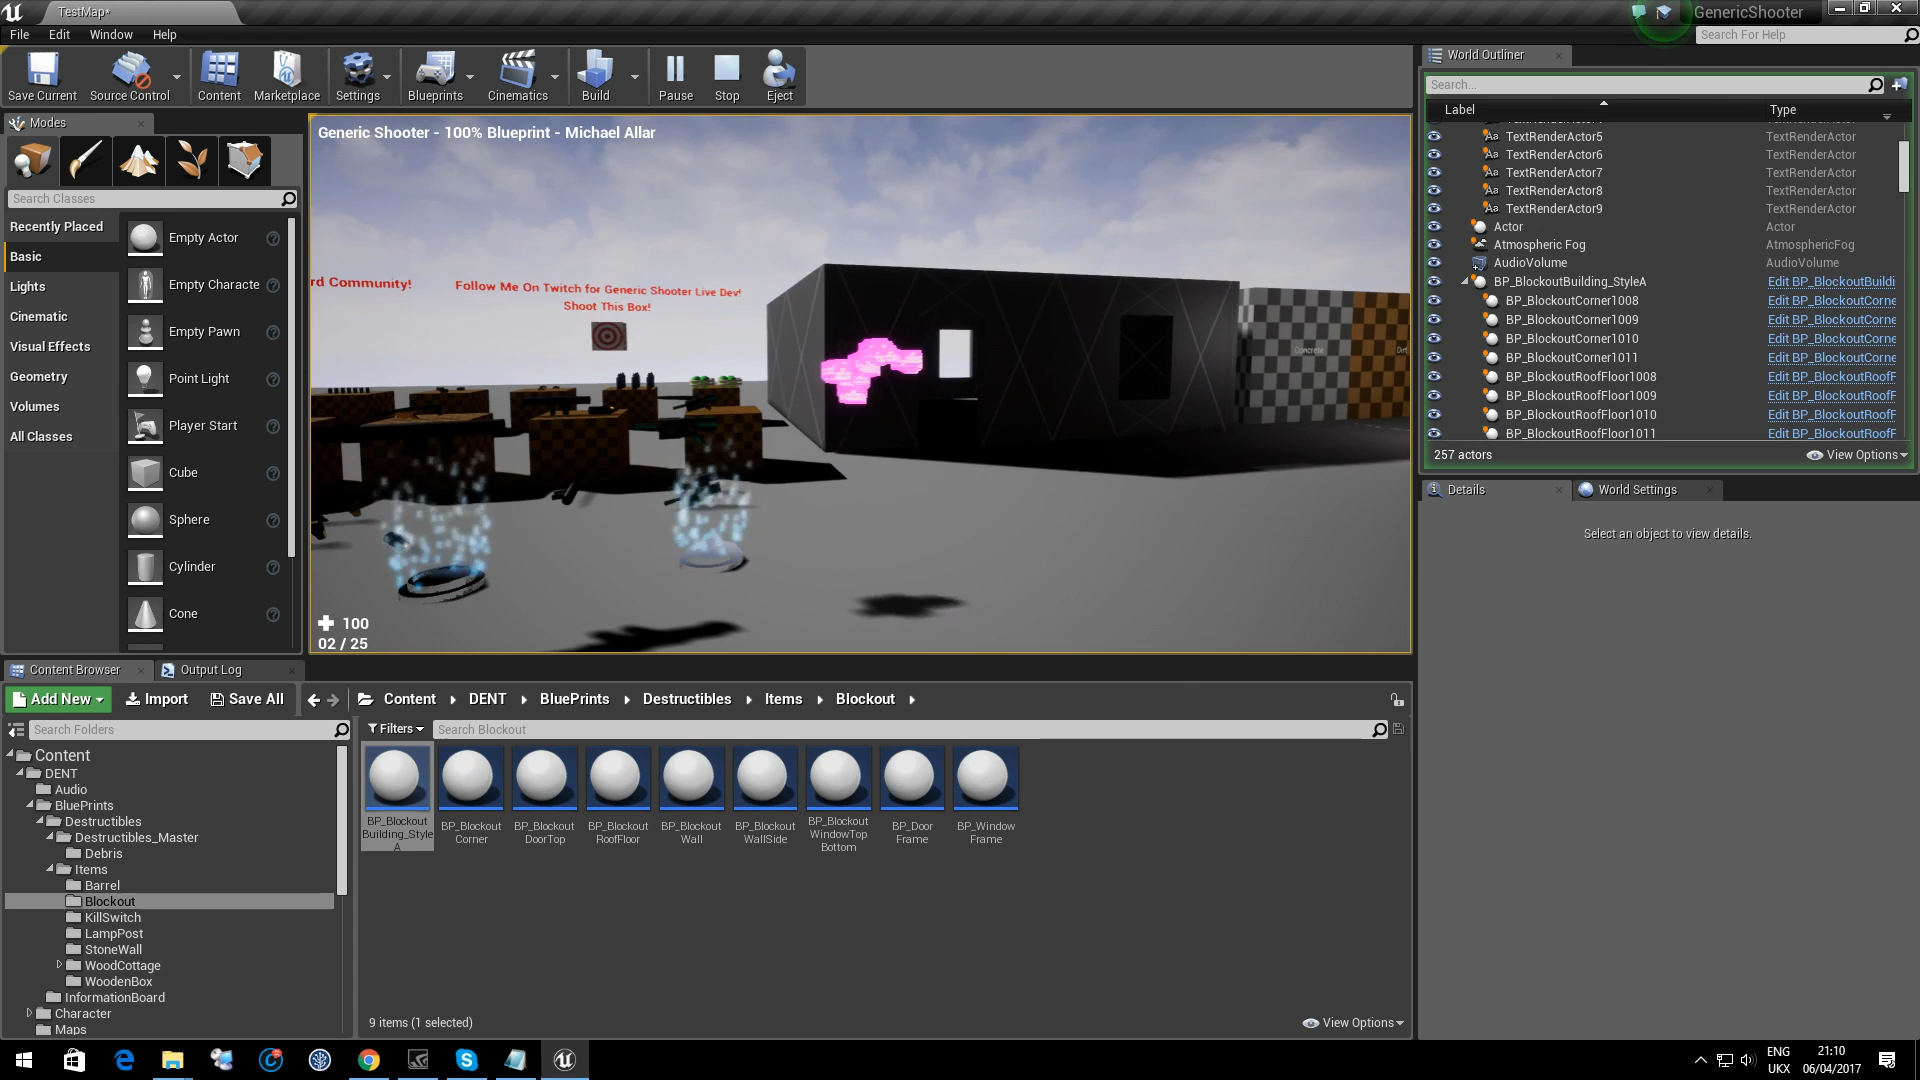 TestMap*
GenericShooter
File Edit Window Help
Search For Help
Save Current
Source Control
Content
Marketplace
Settings
Blueprints
Cinematics
Build
Pause
Stop
Eject
Modes
Search Classes
Recently Placed
Basic
Lights
Cinematic
Visual Effects
Geometry
Volumes
All Classes
Empty Actor
Empty Characte
Empty Pawn
Point Light
Player Start
Cube
Sphere
Cylinder
Cone
Generic Shooter - 100% Blueprint - Michael Allar
rd Community!
Follow Me On Twitch for Generic Shooter Live Dev!
Shoot This Box!
Concrete
100
02 / 25
World Outliner
Search...
Label Type
TextRenderActor5 TextRenderActor
TextRenderActor6 TextRenderActor
TextRenderActor7 TextRenderActor
TextRenderActor8 TextRenderActor
TextRenderActor9 TextRenderActor
Actor Actor
Atmospheric Fog AtmosphericFog
AudioVolume AudioVolume
BP_BlockoutBuilding_StyleA Edit BP_BlockoutBuildi
BP_BlockoutCorner1008 Edit BP_BlockoutCorne
BP_BlockoutCorner1009 Edit BP_BlockoutCorne
BP_BlockoutCorner1010 Edit BP_BlockoutCorne
BP_BlockoutCorner1011 Edit BP_BlockoutCorne
BP_BlockoutRoofFloor1008 Edit BP_BlockoutRoofF
BP_BlockoutRoofFloor1009 Edit BP_BlockoutRoofF
BP_BlockoutRoofFloor1010 Edit BP_BlockoutRoofF
BP_BlockoutRoofFloor1011 Edit BP_BlockoutRoofF
257 actors View Options
Details
World Settings
Select an object to view details.
Content Browser
Output Log
Add New Import Save All Content DENT BluePrints Destructibles Items Blockout
Search Folders
Filters Search Blockout
Content
DENT
Audio
BluePrints
Destructibles
Destructibles_Master
Debris
Items
Barrel
Blockout
KillSwitch
LampPost
StoneWall
WoodCottage
WoodenBox
InformationBoard
Character
Maps
BP_Blockout
Building_Style
A
BP_Blockout
Corner
BP_Blockout
DoorTop
BP_Blockout
RoofFloor
BP_Blockout
Wall
BP_Blockout
WallSide
BP_Blockout
WindowTop
Bottom
BP_Door
Frame
BP_Window
Frame
9 items (1 selected) View Options
ENG
UKX
21:10
06/04/2017